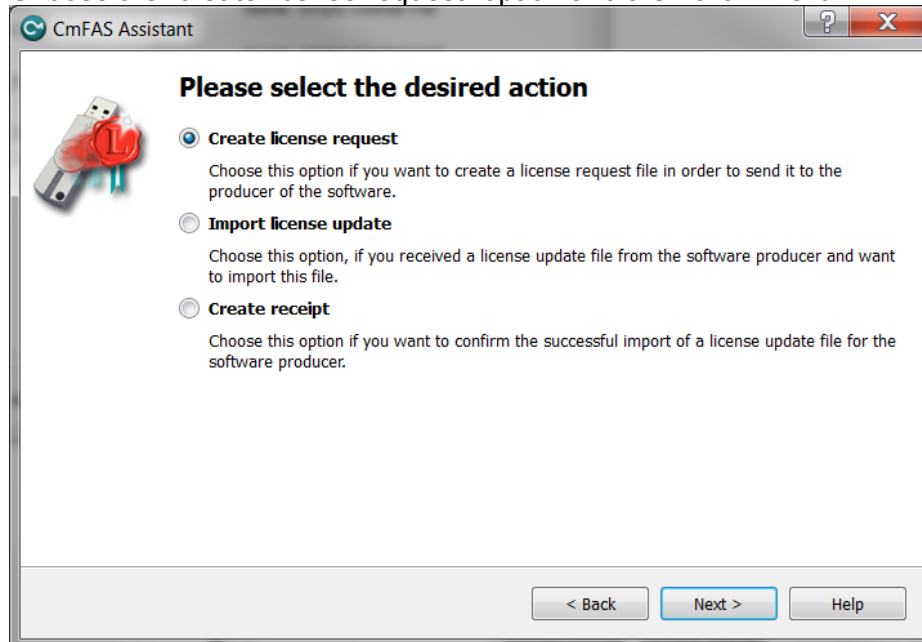 CmFAS Assistant
Please select the desired action
Create license request
Choose this option if you want to create a license request file in order to send it to the
producer of the software.
Import license update
Choose this option, if you received a license update file from the software producer and want
to import this file.
Create receipt
Choose this option if you want to confirm the successful import of a license update file for the
software producer.
< Back
Next >
Help